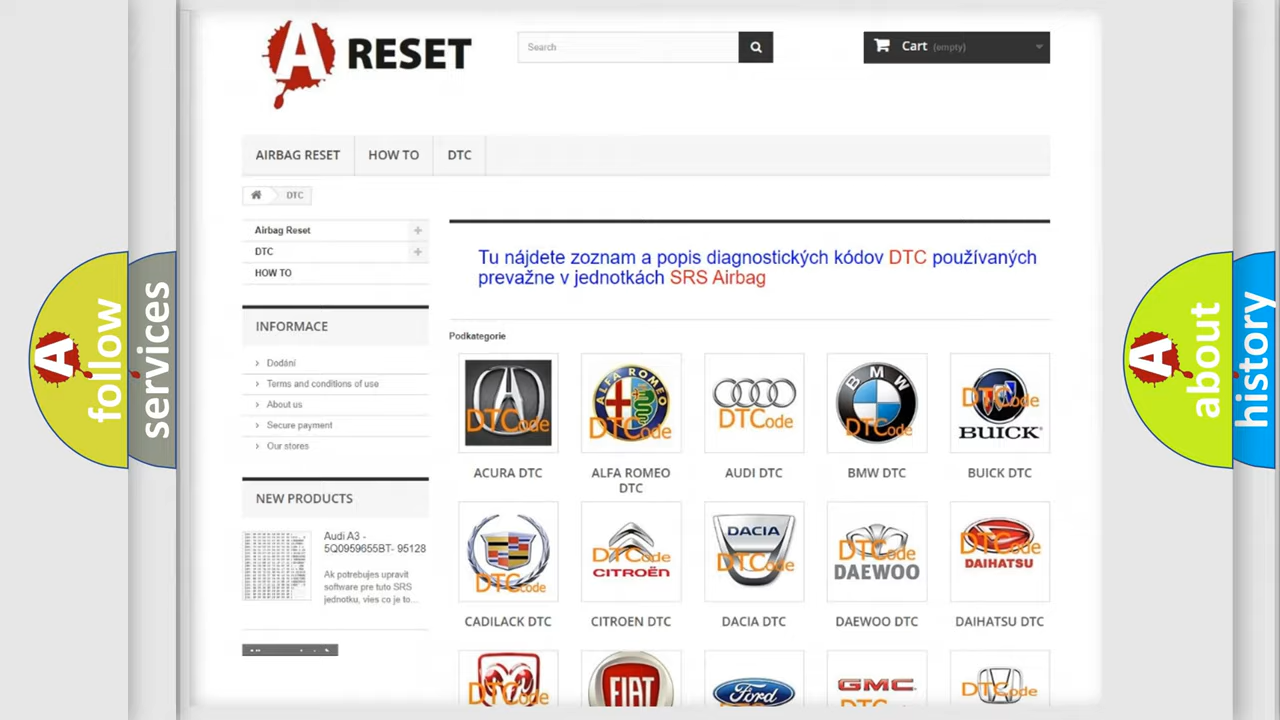 A RESET
Search
Cart (empty)
AIRBAG RESET
HOW TO
DTC
DTC
Airbag Reset
DTC
HOW TO
Tu nájdete zoznam a popis diagnostických kódov DTC používaných
prevažne v jednotkách SRS Airbag
INFORMACE
Dodání
Terms and conditions of use
About us
Secure payment
Our stores
NEW PRODUCTS
Audi A3 -
5Q0959655BT- 95128
Ak potrebujes upravit
software pre tuto SRS
jednotku, vies co je to...
Podkategorie
DTCode
ALFA ROMEO
DTCode
DTCode
BMW
DTCode
DTCode
BUICK
ACURA DTC
ALFA ROMEO
DTC
AUDI DTC
BMW DTC
BUICK DTC
DTCode
DTCode
CITROËN
DACIA
DTCode
DTCode
DAEWOO
DTCode
DAIHATSU
CADILACK DTC
CITROEN DTC
DACIA DTC
DAEWOO DTC
DAIHATSU DTC
DTCode
FIAT
Ford
GMC
DTCode
A follow
services
A about
history